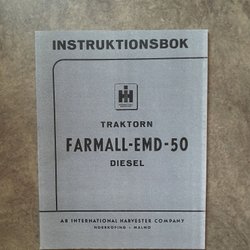 INSTRUKTIONSBOK
TRAKTORN
FARMALL-EMD-50
DIESEL
AB INTERNATIONAL HARVESTER COMPANY
NORRKÖPING - MALMÖ